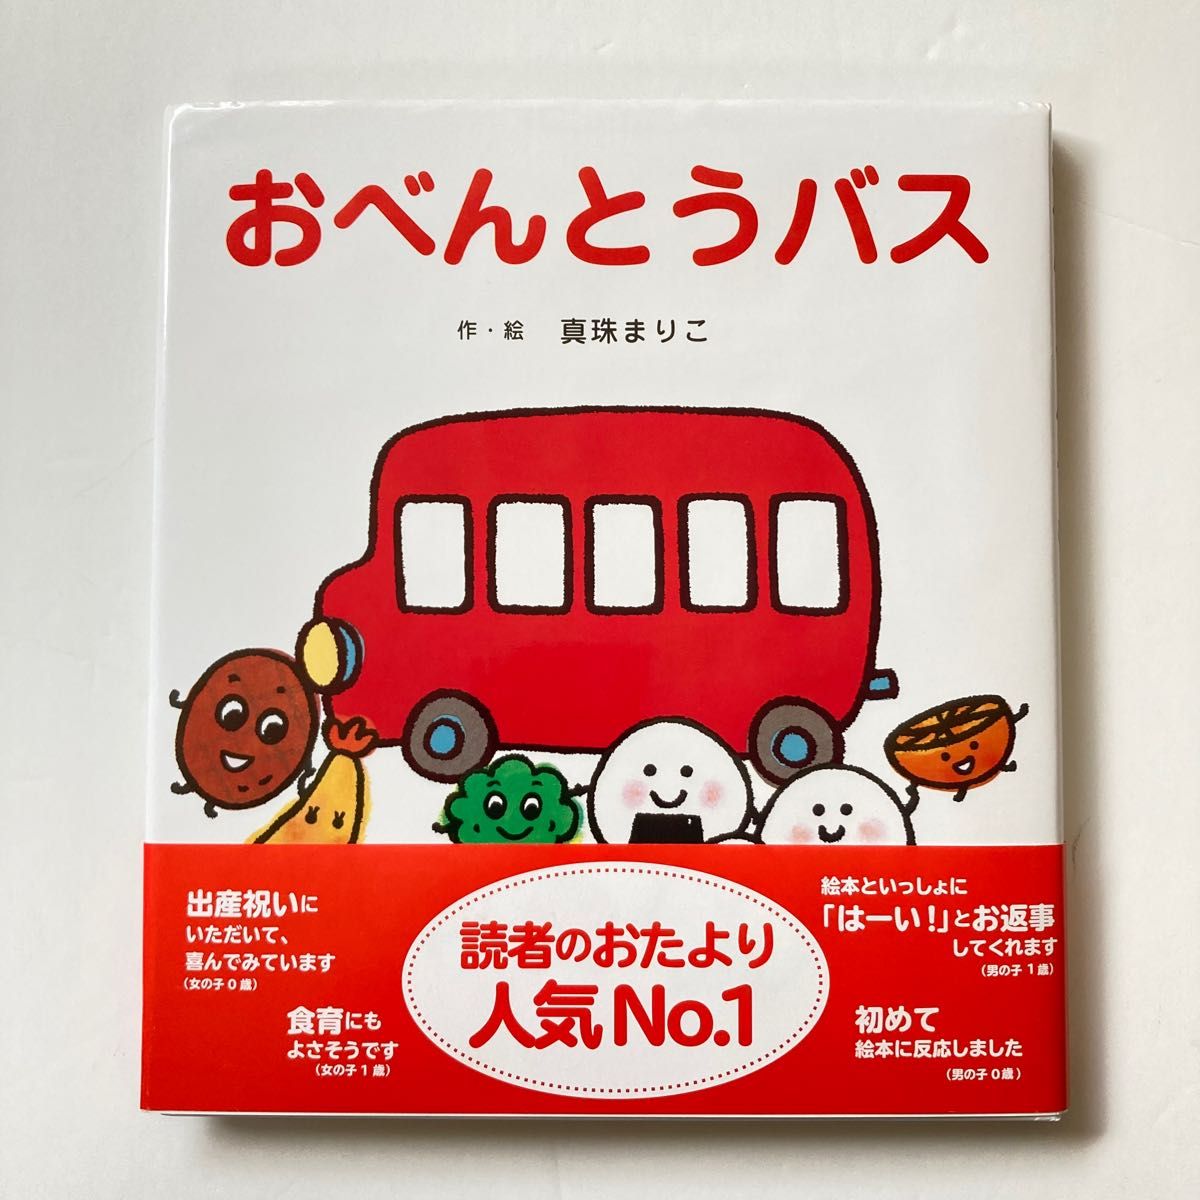 おべんとうバス
作・絵 真珠まりこ
出産祝いに
いただいて、
喜んでみています
(女の子0歳)
食育にも
よさそうです
(女の子1歳)
読者のおたより
人気No.1
絵本といっしょに
「はーい!」とお返事
してくれます
(男の子1歳)
初めて
絵本に反応しました
(男の子0歳)